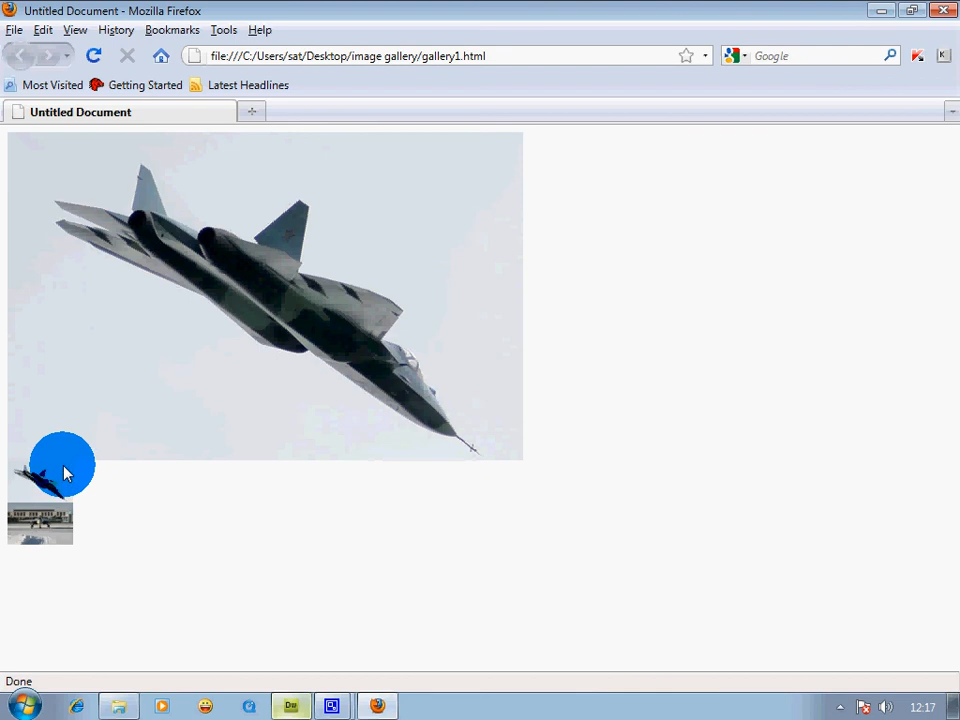 Untitled Document - Mozilla Firefox
File Edit View History Bookmarks Tools Help
file:///C:/Users/sat/Desktop/image gallery/gallery1.html Google
Most Visited Getting Started Latest Headlines
Untitled Document
Done
Dw 12:17